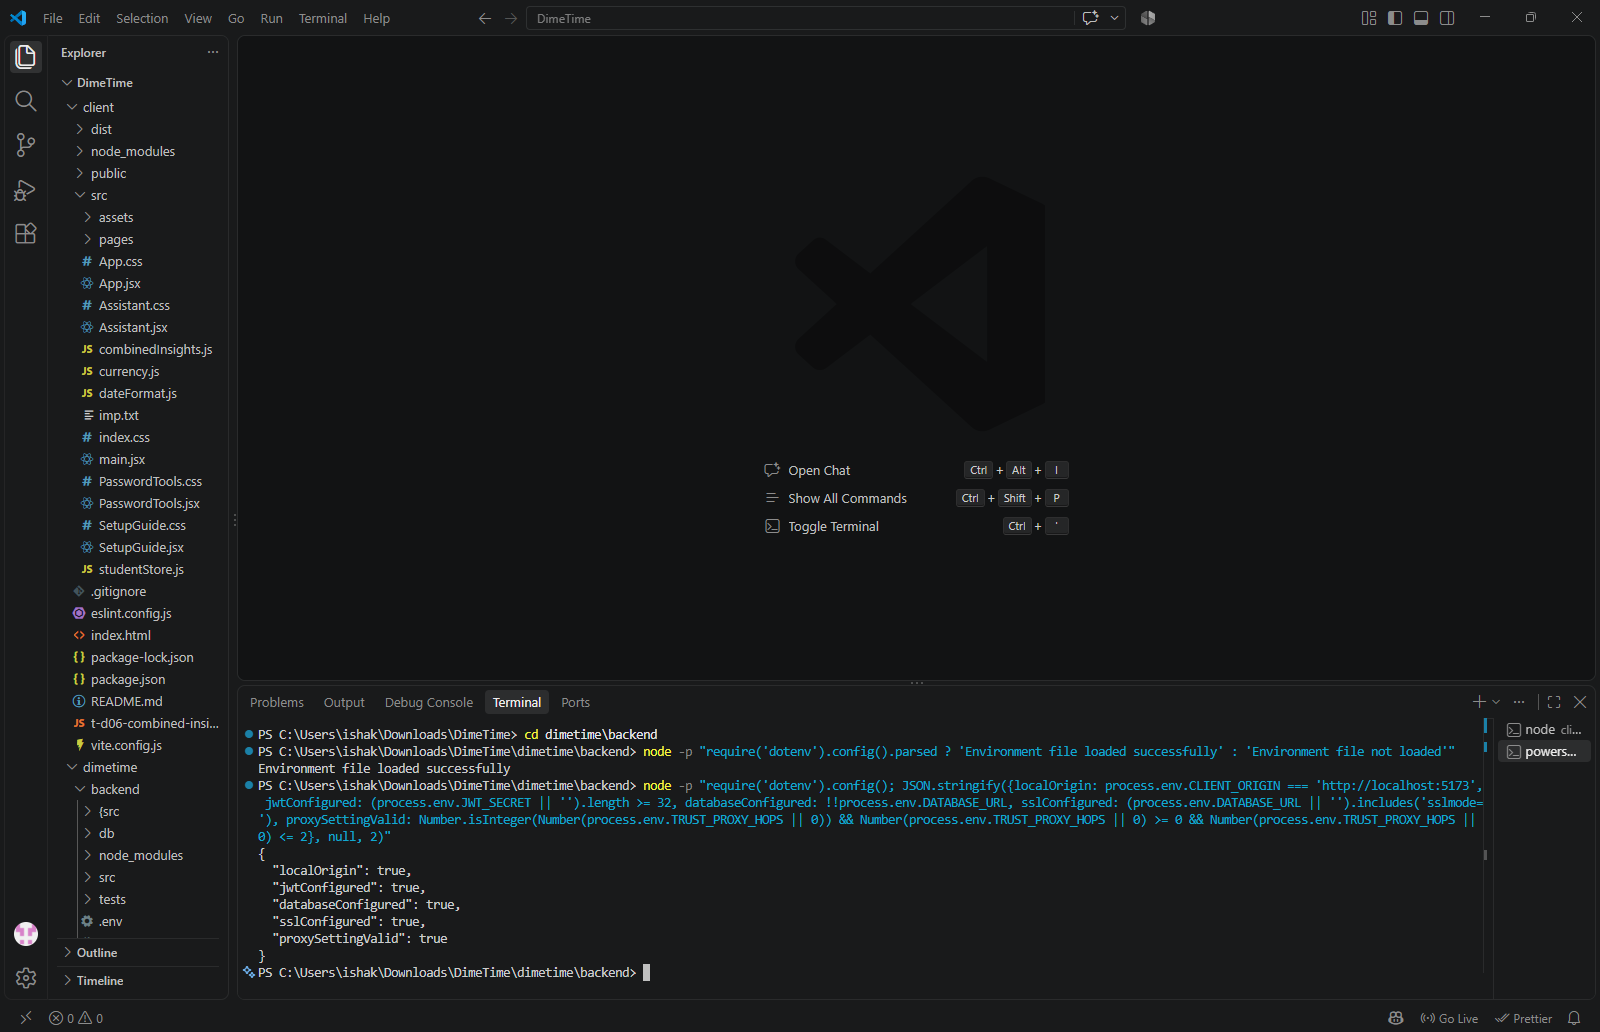 File Edit Selection View Go Run Terminal Help
DimeTime
Explorer
DimeTime
client
dist
node_modules
public
src
assets
pages
App.css
App.jsx
Assistant.css
Assistant.jsx
combinedInsights.js
currency.js
dateFormat.js
imp.txt
index.css
main.jsx
PasswordTools.css
PasswordTools.jsx
SetupGuide.css
SetupGuide.jsx
studentStore.js
.gitignore
eslint.config.js
index.html
package-lock.json
package.json
README.md
t-d06-combined-insi...
vite.config.js
dimetime
backend
{src
db
node_modules
src
tests
.env
Outline
Timeline
Open Chat Ctrl + Alt + I
Show All Commands Ctrl + Shift + P
Toggle Terminal Ctrl + '
Problems Output Debug Console Terminal Ports
PS C:\Users\ishak\Downloads\DimeTime> cd dimetime\backend
PS C:\Users\ishak\Downloads\DimeTime\dimetime\backend> node -p "require('dotenv').config().parsed ? 'Environment file loaded successfully' : 'Environment file not loaded'"
Environment file loaded successfully
PS C:\Users\ishak\Downloads\DimeTime\dimetime\backend> node -p "require('dotenv').config(); JSON.stringify({localOrigin: process.env.CLIENT_ORIGIN === 'http://localhost:5173',
jwtConfigured: (process.env.JWT_SECRET || '').length >= 32, databaseConfigured: !!process.env.DATABASE_URL, sslConfigured: (process.env.DATABASE_URL || '').includes('sslmode=
'), proxySettingValid: Number.isInteger(Number(process.env.TRUST_PROXY_HOPS || 0)) && Number(process.env.TRUST_PROXY_HOPS || 0) >= 0 && Number(process.env.TRUST_PROXY_HOPS ||
0) <= 2}, null, 2)"
{
"localOrigin": true,
"jwtConfigured": true,
"databaseConfigured": true,
"sslConfigured": true,
"proxySettingValid": true
}
PS C:\Users\ishak\Downloads\DimeTime\dimetime\backend>
node cli...
powers...
0 0
Go Live Prettier